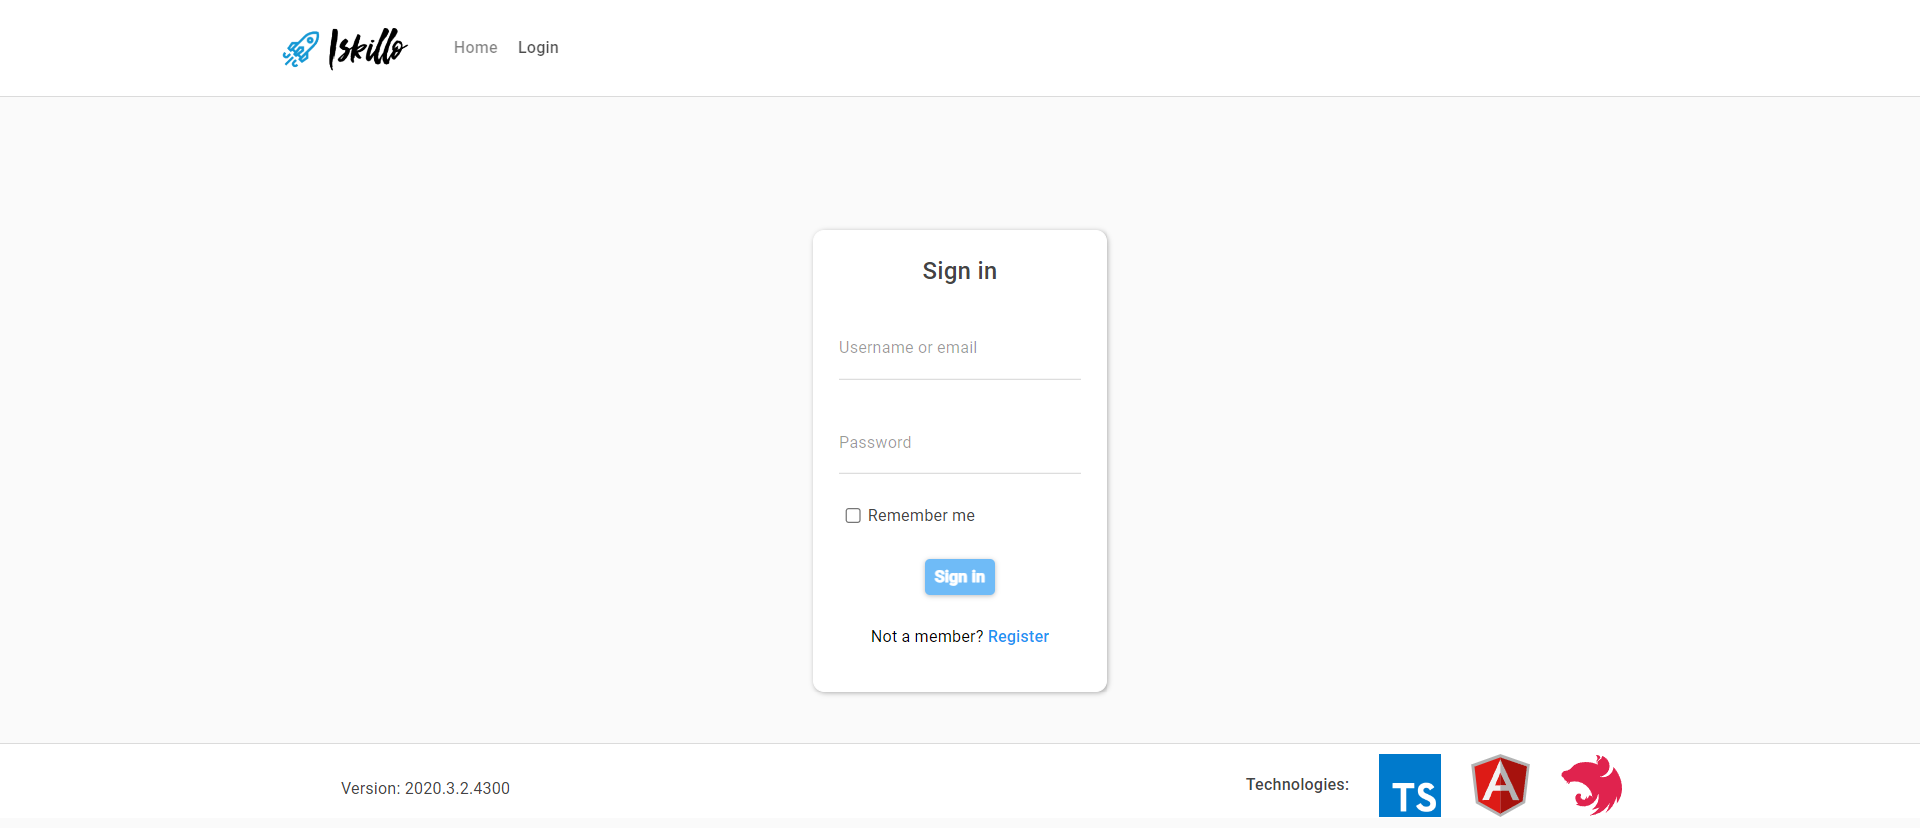 Iskillo
Home
Login
Sign in
Username or email
Password
Remember me
Sign in
Not a member? Register
Version: 2020.3.2.4300
Technologies:
TS
A